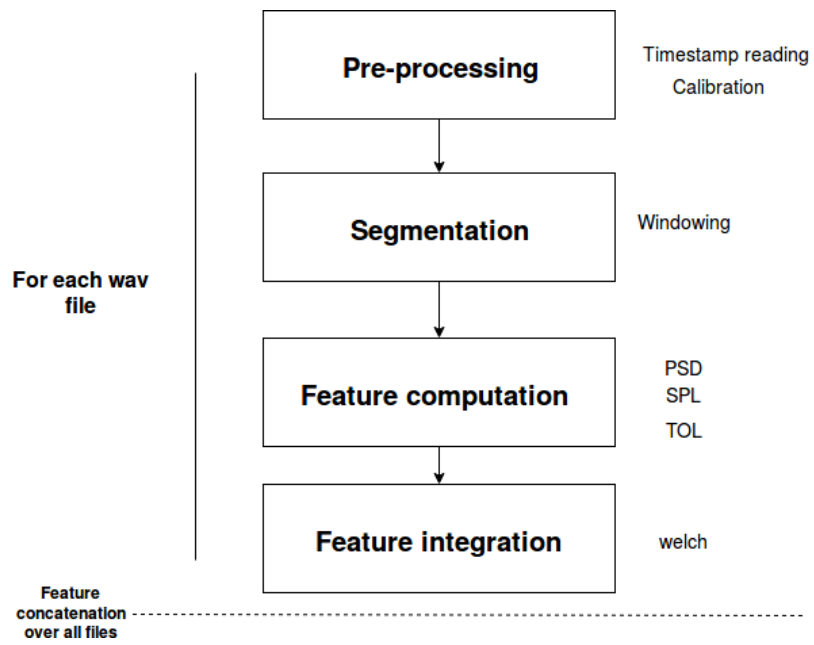 Pre-processing
Timestamp reading
Calibration
Segmentation
Windowing
For each wav
file
Feature computation
PSD
SPL
TOL
Feature integration
welch
Feature
concatenation
over all files